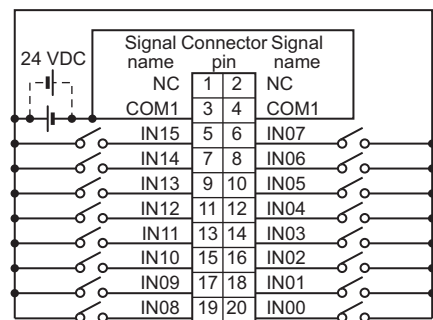 Signal Connector Signal
24 VDC name pin name
NC 1 2 NC
COM1 3 4 COM1
IN15 5 6 IN07
IN14 7 8 IN06
IN13 9 10 IN05
IN12 11 12 IN04
IN11 13 14 IN03
IN10 15 16 IN02
IN09 17 18 IN01
IN08 19 20 IN00